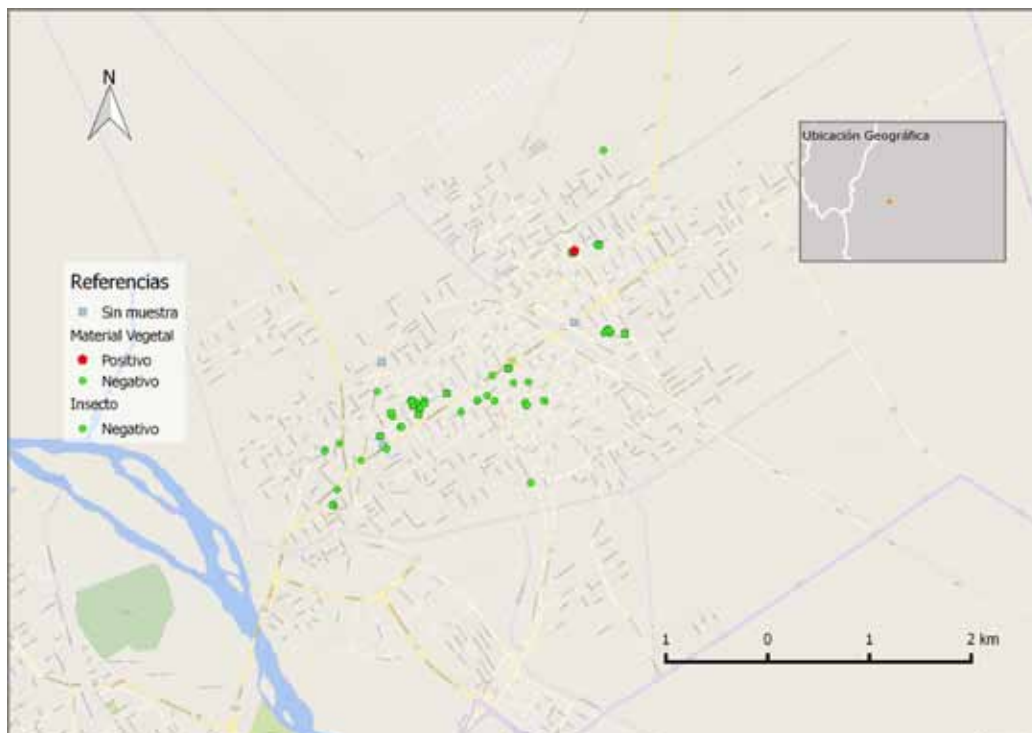 N
Ubicación Geográfica
Referencias
Sin muestra
Material Vegetal
Positivo
Negativo
Insecto
Negativo
1 0 1 2 km